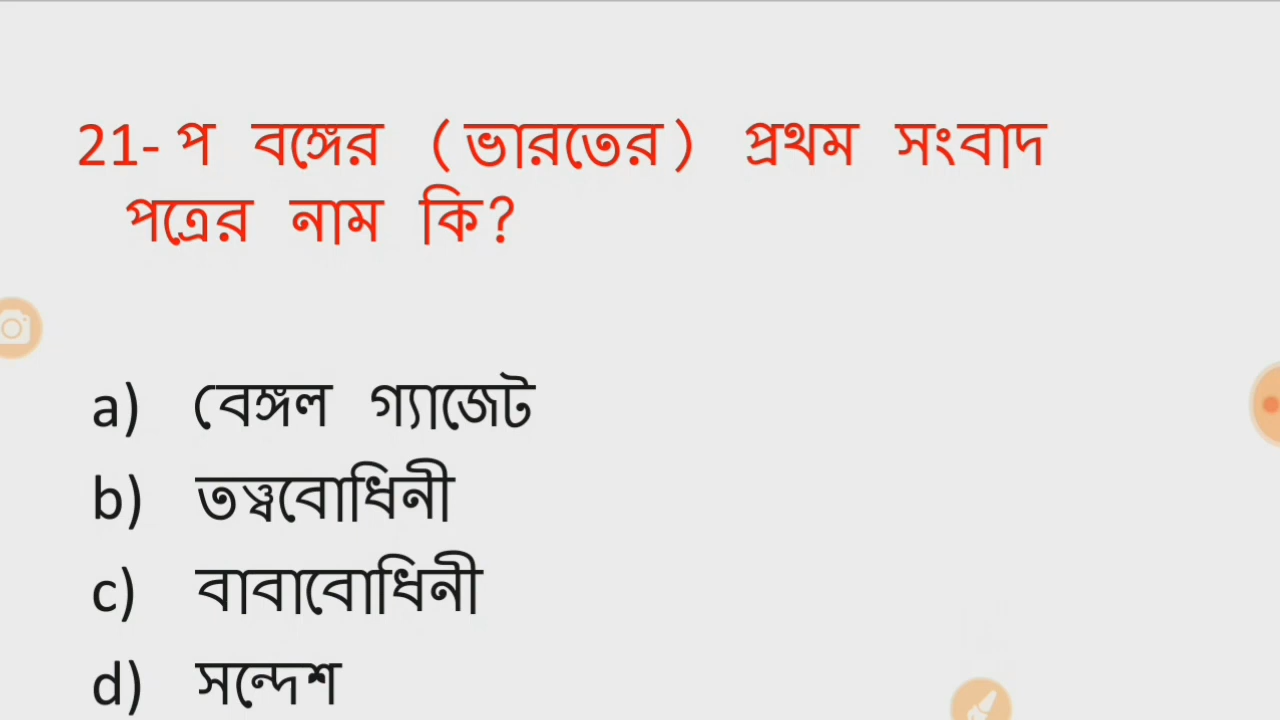 21- প বঙ্গের (ভারতের) প্রথম সংবাদ
পত্রের নাম কি?
a) বেঙ্গল গ্যাজেট
b) তত্ত্ববোধিনী
c) বাবাবোধিনী
d) সন্দেশ